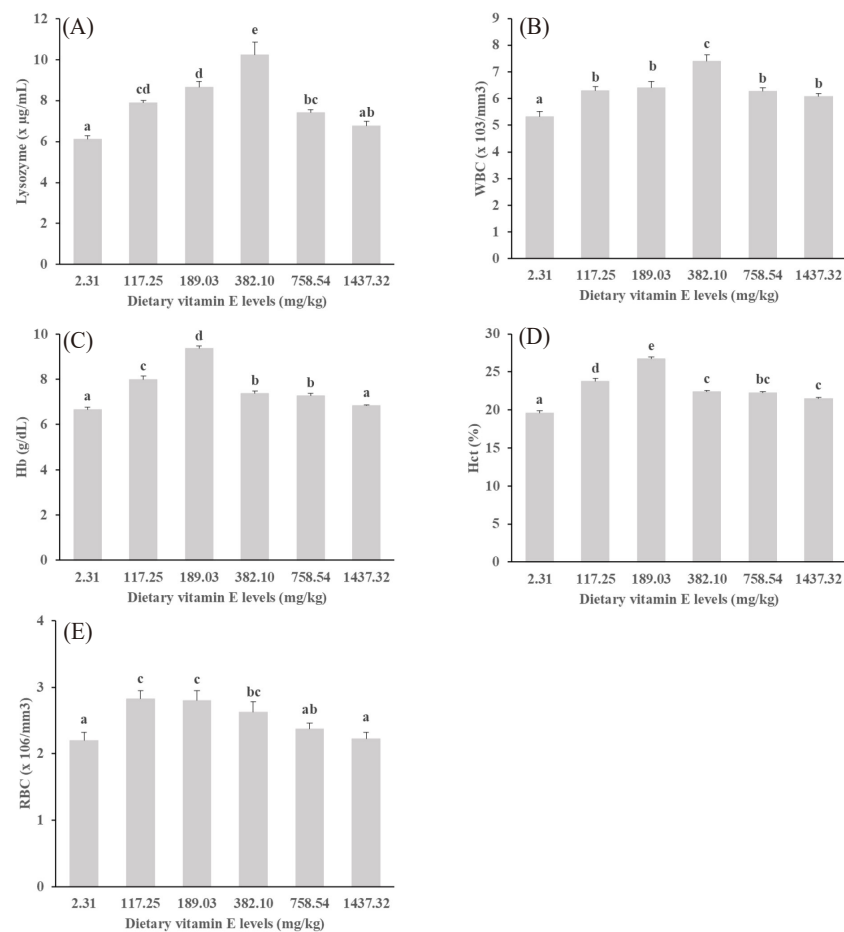 (A)
Lysozyme (x µg/mL)
12
10
8
6
4
2
0
a
cd
d
e
bc
ab
2.31 117.25 189.03 382.10 758.54 1437.32
Dietary vitamin E levels (mg/kg)
(B)
WBC (x 103/mm3)
9
8
7
6
5
4
3
2
1
0
a
b
b
c
b
b
2.31 117.25 189.03 382.10 758.54 1437.32
Dietary vitamin E levels (mg/kg)
(C)
Hb (g/dL)
10
8
6
4
2
0
a
c
d
b
b
a
2.31 117.25 189.03 382.10 758.54 1437.32
Dietary vitamin E levels (mg/kg)
(D)
Hct (%)
30
25
20
15
10
5
0
a
d
e
c
bc
c
2.31 117.25 189.03 382.10 758.54 1437.32
Dietary vitamin E levels (mg/kg)
(E)
RBC (x 106/mm3)
4
3
2
1
0
a
c
c
bc
ab
a
2.31 117.25 189.03 382.10 758.54 1437.32
Dietary vitamin E levels (mg/kg)